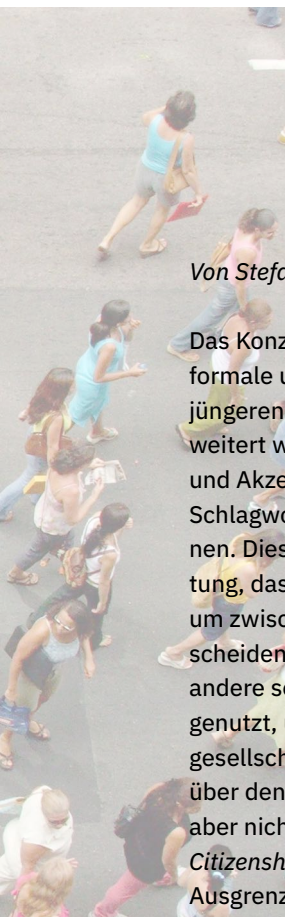 Von Stefa
Das Konz
formale u
jüngeren
weitert w
und Akze
Schlagwo
nen. Dies
tung, das
um zwisc
scheiden
andere so
genutzt,
gesellsch
über den
aber nich
Citizensh
Ausgrenz